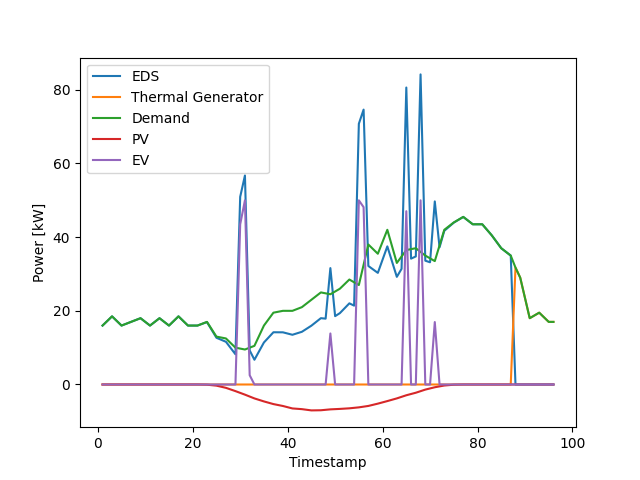 EDS
Thermal Generator
Demand
PV
EV
Power [kW]
80
60
40
20
0
0 20 40 60 80 100
Timestamp